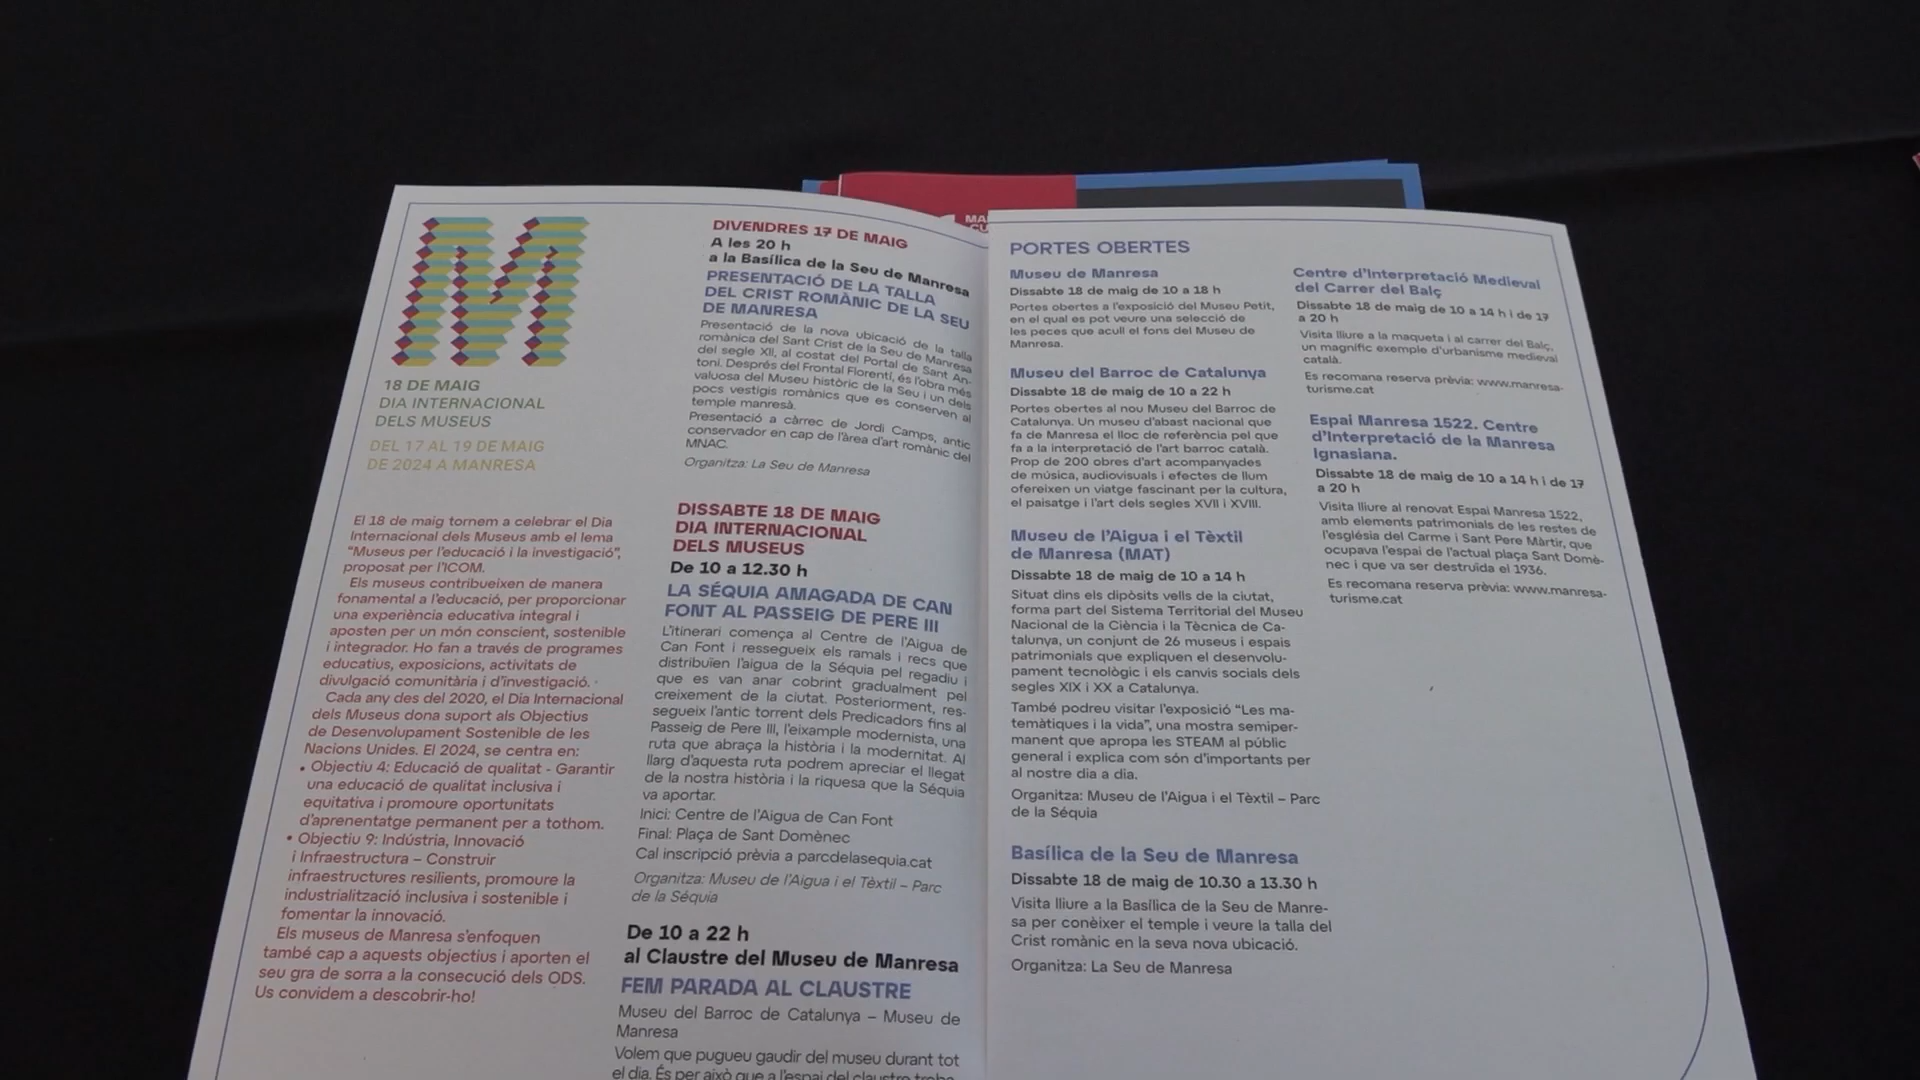 M
18 DE MAIG
DIA INTERNACIONAL
DELS MUSEUS
DEL 17 AL 19 DE MAIG
DE 2024 A MANRESA
El 18 de maig tornem a celebrar el Dia
Internacional dels Museus amb el lema
“Museus per l’educació i la investigació”,
proposat per l’ICOM.
Els museus contribueixen de manera
fonamental a l’educació, per proporcionar
una experiència educativa integral i
aposten per un món conscient, sostenible
i integrador. Ho fan a través de programes
educatius, exposicions, activitats de
divulgació comunitària i d’investigació.
Cada any des del 2020, el Dia Internacional
dels Museus dona suport als Objectius
de Desenvolupament Sostenible de les
Nacions Unides. El 2024, se centra en:
• Objectiu 4: Educació de qualitat - Garantir
una educació de qualitat inclusiva i
equitativa i promoure oportunitats
d’aprenentatge permanent per a tothom.
• Objectiu 9: Indústria, Innovació
i Infraestructura – Construir
infraestructures resilients, promoure la
industrialització inclusiva i sostenible i
fomentar la innovació.
Els museus de Manresa s’enfoquen
també cap a aquests objectius i aporten el
seu gra de sorra a la consecució dels ODS.
Us convidem a descobrir-ho!
DIVENDRES 17 DE MAIG
A les 20 h
a la Basílica de la Seu de Manresa
PRESENTACIÓ DE LA TALLA
DEL CRIST ROMÀNIC DE LA SEU
DE MANRESA
Presentació de la nova ubicació de la talla
romànica del Sant Crist de la Seu de Manresa
del segle XII, al costat del Portal de Sant An-
toni. Després del Frontal Florentí, és l’obra més
valuosa del Museu històric de la Seu i un dels
pocs vestigis romànics que es conserven al
temple manresà.
Presentació a càrrec de Jordi Camps, antic
conservador en cap de l’àrea d’art romànic del
MNAC.
Organitza: La Seu de Manresa
DISSABTE 18 DE MAIG
DIA INTERNACIONAL
DELS MUSEUS
De 10 a 12.30 h
LA SÉQUIA AMAGADA DE CAN
FONT AL PASSEIG DE PERE III
L’itinerari comença al Centre de l’Aigua de
Can Font i ressegueix els ramals i recs que
distribuïen l’aigua de la Séquia pel regadiu i
que es van anar cobrint gradualment pel
creixement de la ciutat. Posteriorment, res-
segueix l’antic torrent dels Predicadors fins al
Passeig de Pere III, l’eixample modernista, una
ruta que abraça la història i la modernitat. Al
llarg d’aquesta ruta podrem apreciar el llegat
de la nostra història i la riquesa que la Séquia
va aportar.
Inici: Centre de l’Aigua de Can Font
Final: Plaça de Sant Domènec
Cal inscripció prèvia a parcdelasequia.cat
Organitza: Museu de l’Aigua i el Tèxtil – Parc
de la Séquia
De 10 a 22 h
al Claustre del Museu de Manresa
FEM PARADA AL CLAUSTRE
Museu del Barroc de Catalunya – Museu de
Manresa
Volem que pugueu gaudir del museu durant tot
el dia. És per això que a l’espai del claustre
PORTES OBERTES
Museu de Manresa
Dissabte 18 de maig de 10 a 18 h
Portes obertes a l’exposició del Museu Petit,
en el qual es pot veure una selecció de
les peces que acull el fons del Museu de
Manresa.
Museu del Barroc de Catalunya
Dissabte 18 de maig de 10 a 22 h
Portes obertes al nou Museu del Barroc de
Catalunya. Un museu d’abast nacional que
fa de Manresa el lloc de referència pel que
fa a la interpretació de l’art barroc català.
Prop de 200 obres d’art acompanyades
de música, audiovisuals i efectes de llum
ofereixen un viatge fascinant per la cultura,
el paisatge i l’art dels segles XVII i XVIII.
Museu de l’Aigua i el Tèxtil
de Manresa (MAT)
Dissabte 18 de maig de 10 a 14 h
Situat dins els dipòsits vells de la ciutat,
forma part del Sistema Territorial del Museu
Nacional de la Ciència i la Tècnica de Ca-
talunya, un conjunt de 26 museus i espais
patrimonials que expliquen el desenvolu-
pament tecnològic i els canvis socials dels
segles XIX i XX a Catalunya.
També podreu visitar l’exposició “Les ma-
temàtiques i la vida”, una mostra semiper-
manent que apropa les STEAM al públic
general i explica com són d’importants per
al nostre dia a dia.
Organitza: Museu de l’Aigua i el Tèxtil – Parc
de la Séquia
Basílica de la Seu de Manresa
Dissabte 18 de maig de 10.30 a 13.30 h
Visita lliure a la Basílica de la Seu de Manre-
sa per conèixer el temple i veure la talla del
Crist romànic en la seva nova ubicació.
Organitza: La Seu de Manresa
Centre d’Interpretació Medieval
del Carrer del Balç
Dissabte 18 de maig de 10 a 14 h i de 17
a 20 h
Visita lliure a la maqueta i al carrer del Balç,
un magnífic exemple d’urbanisme medieval
català.
Es recomana reserva prèvia: www.manresa-
turisme.cat
Espai Manresa 1522. Centre
d’Interpretació de la Manresa
Ignasiana.
Dissabte 18 de maig de 10 a 14 h i de 17
a 20 h
Visita lliure al renovat Espai Manresa 1522,
amb elements patrimonials de les restes de
l’església del Carme i Sant Pere Màrtir, que
ocupava l’espai de l’actual plaça Sant Domè-
nec i que va ser destruïda el 1936.
Es recomana reserva prèvia: www.manresa-
turisme.cat